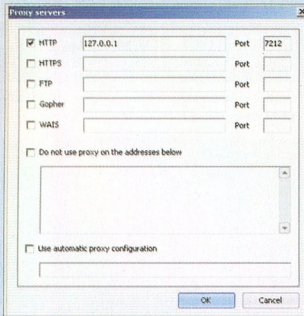 Proxy servers
HTTP 127.0.0.1 Port 7212
HTTPS Port
FTP Port
Gopher Port
WAIS Port
Do not use proxy on the addresses below
Use automatic proxy configuration
OK Cancel